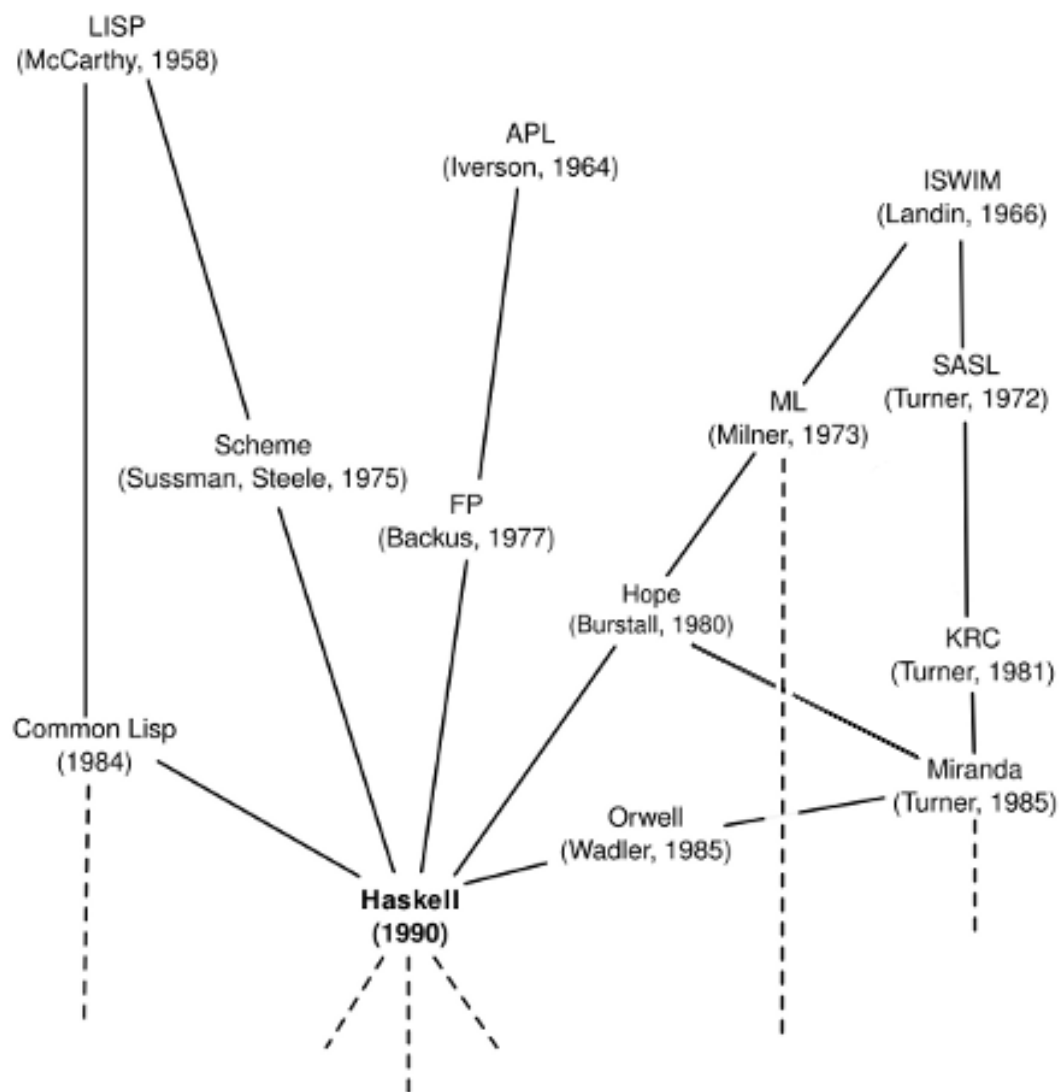 LISP
(McCarthy, 1958)
APL
(Iverson, 1964)
ISWIM
(Landin, 1966)
SASL
(Turner, 1972)
ML
(Milner, 1973)
Scheme
(Sussman, Steele, 1975)
FP
(Backus, 1977)
Hope
(Burstall, 1980)
KRC
(Turner, 1981)
Common Lisp
(1984)
Miranda
(Turner, 1985)
Orwell
(Wadler, 1985)
Haskell
(1990)